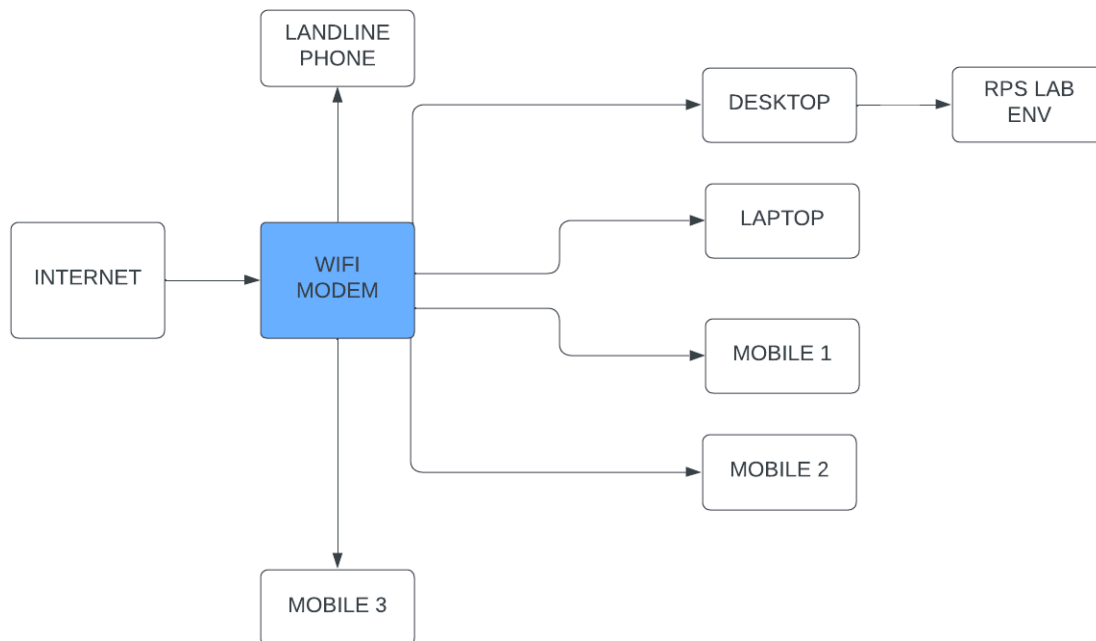 LANDLINE
PHONE
DESKTOP
RPS LAB
ENV
LAPTOP
INTERNET
WIFI
MODEM
MOBILE 1
MOBILE 2
MOBILE 3